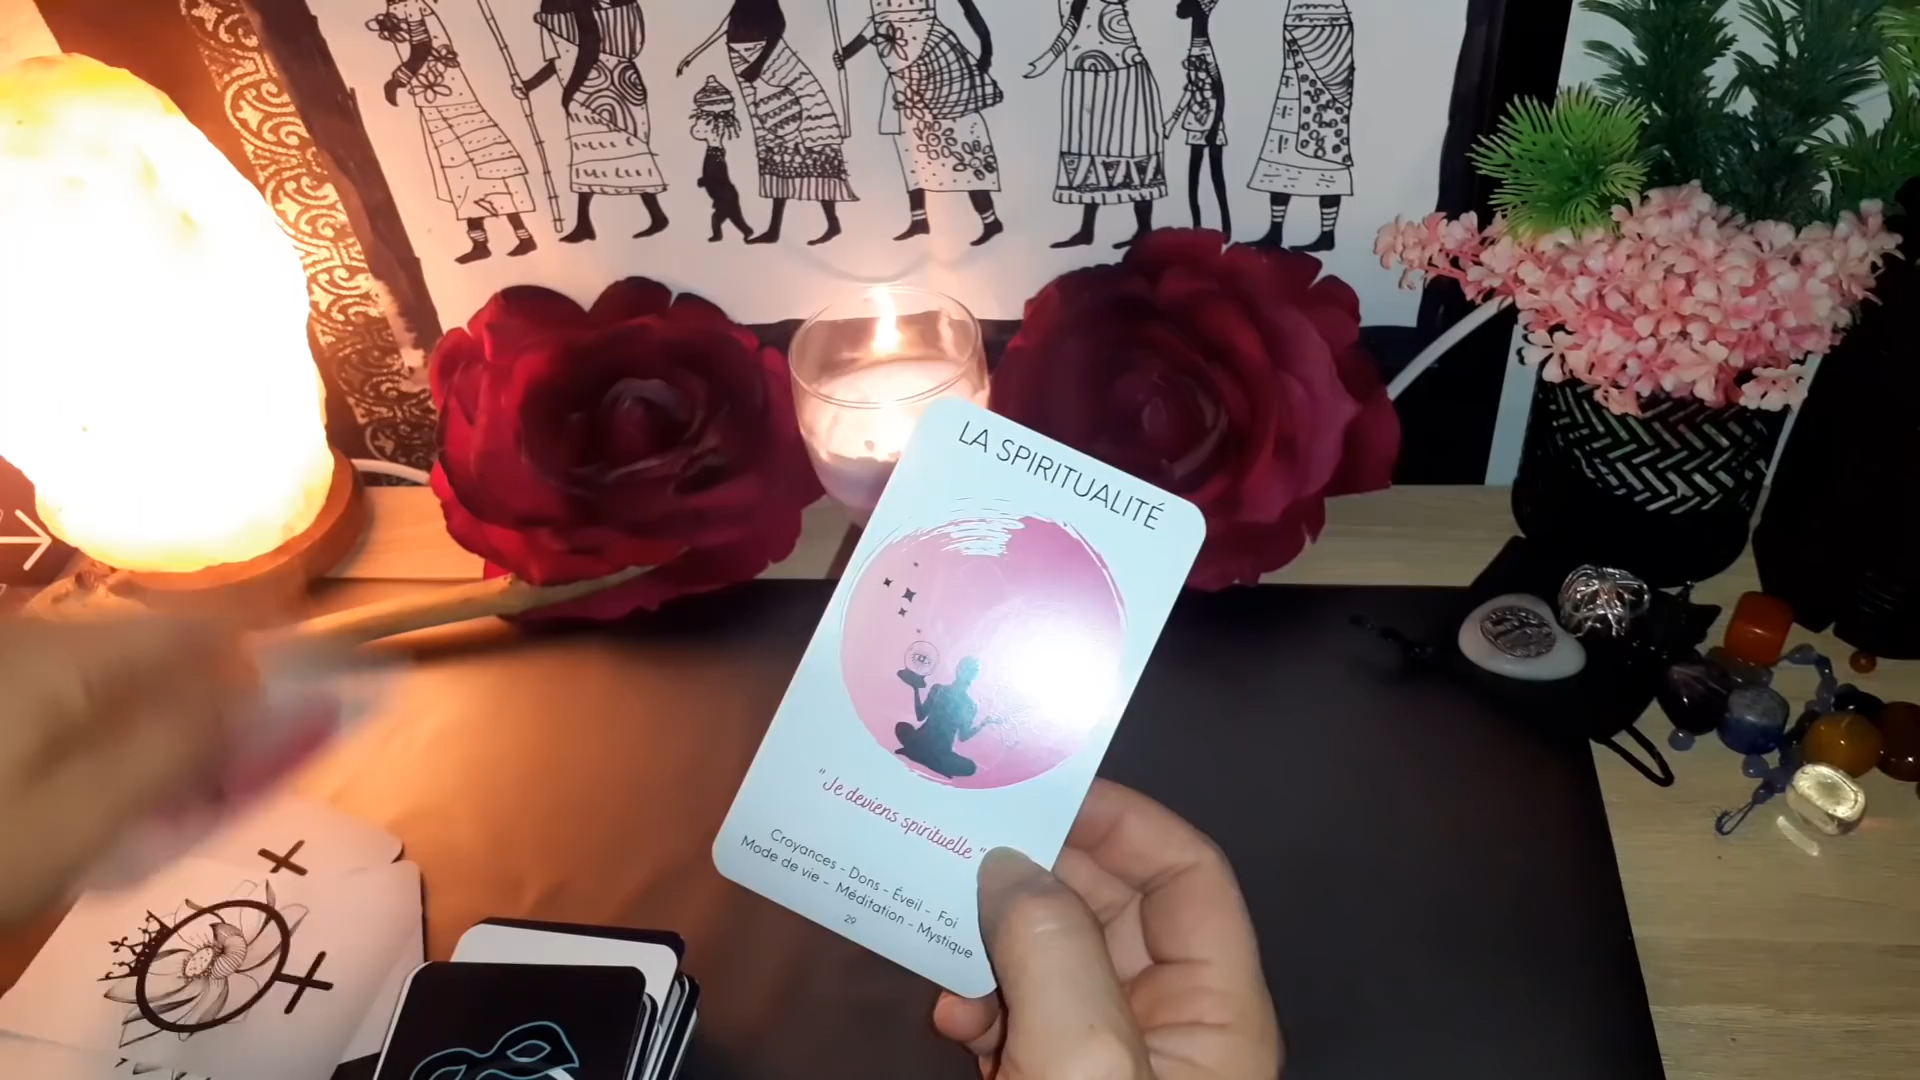 LA SPIRITUALITÉ
"Je deviens spirituelle"
Croyances - Dons - Éveil - Foi
Mode de vie - Méditation - Mystique
29